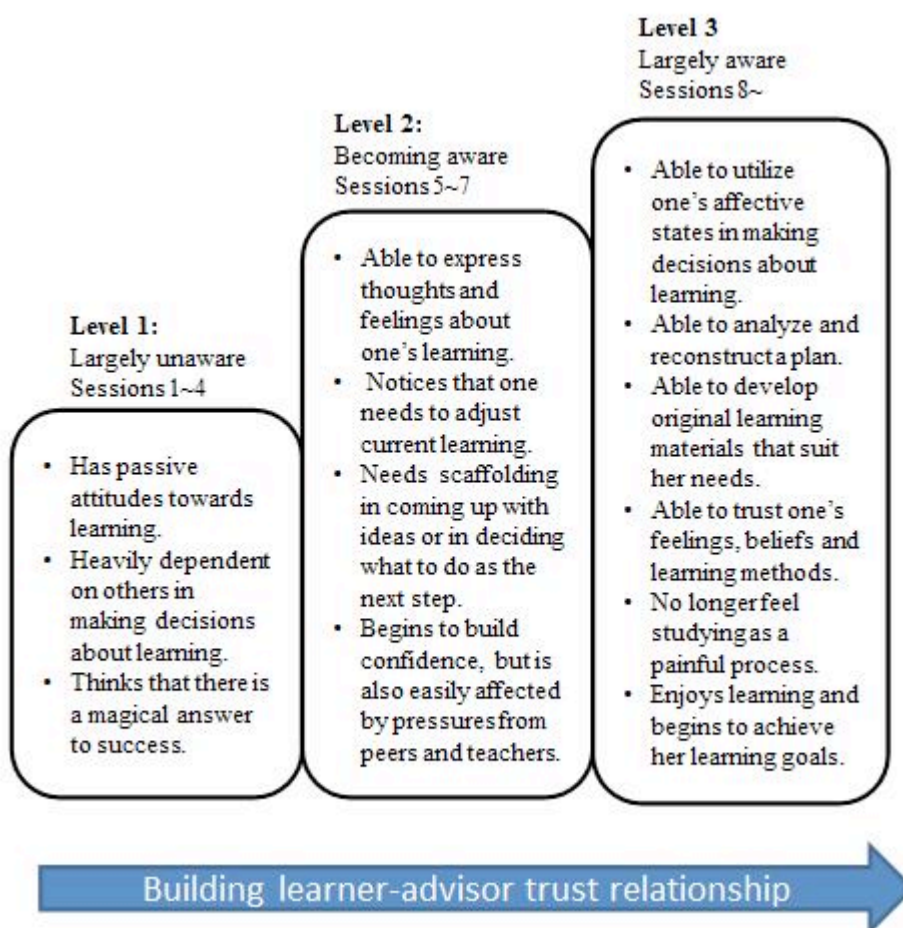 Level 1:
Largely unaware
Sessions 1~4
• Has passive
attitudes towards
learning.
• Heavily dependent
on others in
making decisions
about learning.
• Thinks that there is
a magical answer
to success.
Level 2:
Becoming aware
Sessions 5~7
• Able to express
thoughts and
feelings about
one's learning.
• Notices that one
needs to adjust
current learning.
• Needs scaffolding
in coming up with
ideas or in deciding
what to do as the
next step.
• Begins to build
confidence, but is
also easily affected
by pressures from
peers and teachers.
Level 3
Largely aware
Sessions 8~
• Able to utilize
one's affective
states in making
decisions about
learning.
• Able to analyze and
reconstruct a plan.
• Able to develop
original learning
materials that suit
her needs.
• Able to trust one's
feelings, beliefs and
learning methods.
• No longer feel
studying as a
painful process.
• Enjoys learning and
begins to achieve
her learning goals.
Building learner-advisor trust relationship